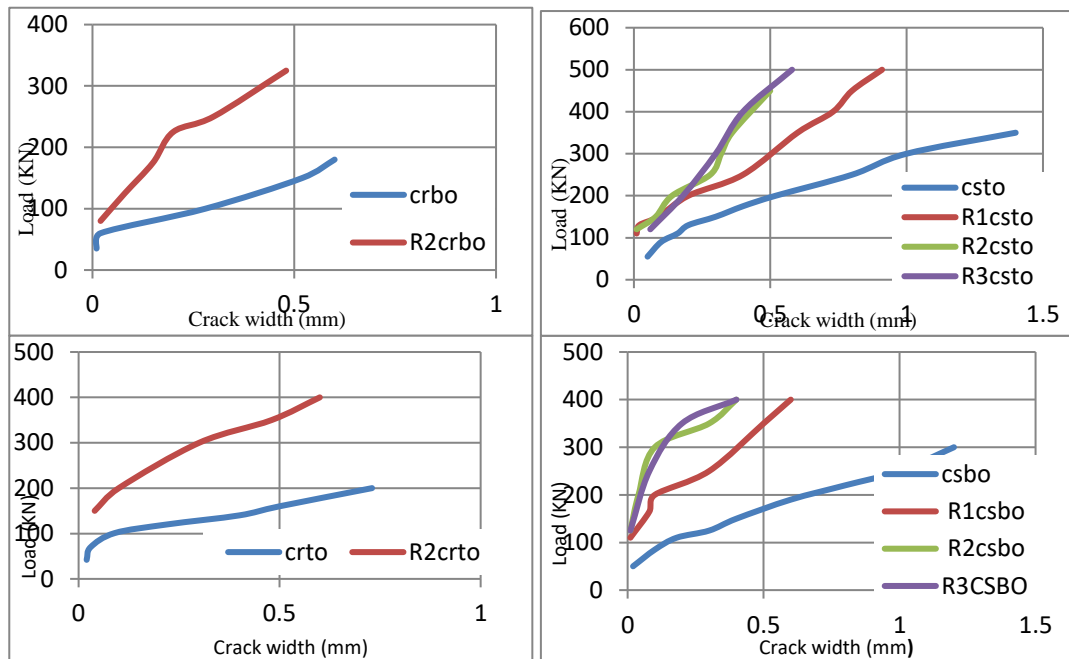 400
300
200
100
0
Load (KN)
crbo
R2crbo
0
0.5
1
Crack width (mm)
600
500
400
300
200
100
0
Load (KN)
csto
R1csto
R2csto
R3csto
0
0.5
1
1.5
Crack width (mm)
500
400
300
200
100
0
Load (KN)
crto
R2crto
0
0.5
1
Crack width (mm)
500
400
300
200
100
0
Load (KN)
csbo
R1csbo
R2csbo
R3CSBO
0
0.5
1
1.5
Crack width (mm)